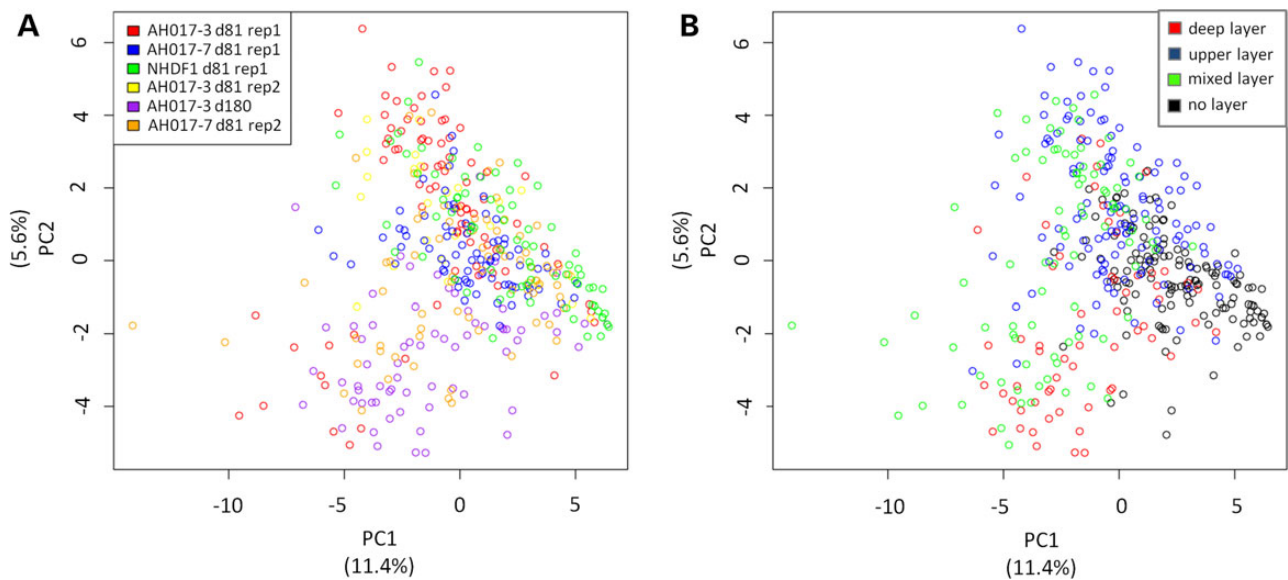 A
AH017-3 d81 rep1
AH017-7 d81 rep1
NHDF1 d81 rep1
AH017-3 d81 rep2
AH017-3 d180
AH017-7 d81 rep2
6
4
2
0
-2
-4
(5.6%)
PC2
-10
-5
0
5
PC1
(11.4%)
B
deep layer
upper layer
mixed layer
no layer
6
4
2
0
-2
-4
(5.6%)
PC2
-10
-5
0
5
PC1
(11.4%)